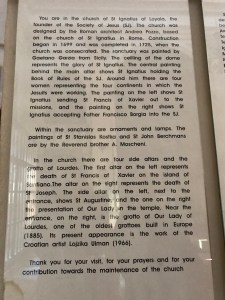 You are in the church of St Ignatius of Loyola, the
founder of the Society of Jesus (SJ). The church was
designed by the Roman architect Andrea Pozzo, based
on the church of St Ignatius in Rome. Construction
began in 1699 and was completed in 1725, when the
church was consecrated. The sanctuary was painted by
Gaetano Garzia from Sicily. The ceiling of the dome
represents the glory of St Ignatius. The central painting
behind the main altar shows St Ignatius holding the
Book of Rules of the SJ. Around him there are four
women representing the four continents in which the
Jesuits were working. The painting on the left shows St
Ignatius sending St Francis of Xavier out to the
missions, and the painting on the right shows St
Ignatius accepting Father Francisco Borgia into the SJ.
Within the sanctuary are ornaments and lamps. The
paintings of St Stanislas Kostka and St John Berchmans
are by the Reverend brother A. Moscheni.
In the church there are four side altars and the
grotto of Lourdes. The first altar on the left represents
the death of St Francis of Xavier on the island of
The altar on the right represents the death of
St Joseph. The side altar on the left, next to the
entrance, shows St Augustine, and the one on the right
the presentation of Our Lady in the temple. Near the
entrance, on the right, is the grotto of Our Lady of
Lourdes, one of the oldest grottoes built in Europe
(1885). Its present appearance is the work of the
Croatian artist Lojzika Ulman (1966).
Thank you for your visit, for your prayers and for your
contribution towards the maintenance of the church